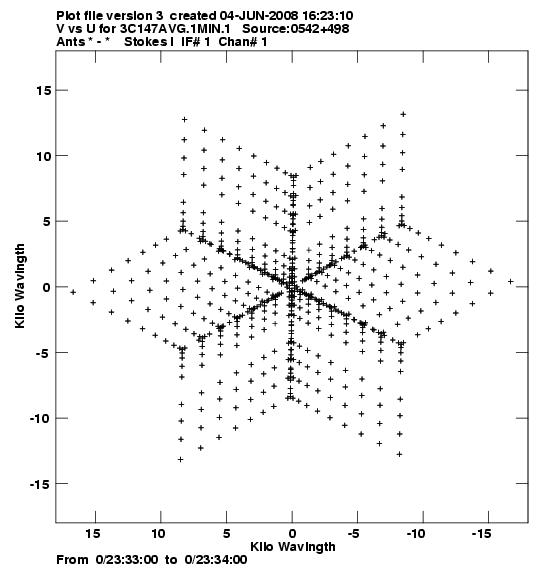 Plot file version 3 created 04-JUN-2008 16:23:10
V vs U for 3C147AVG.1MIN.1 Source:0542+498
Ants * - * Stokes I IF# 1 Chan# 1
15
10
5
0
-5
-10
-15
Kilo Wavlngth
15 10 5 0 -5 -10 -15
Kilo Wavlngth
From 0/23:33:00 to 0/23:34:00